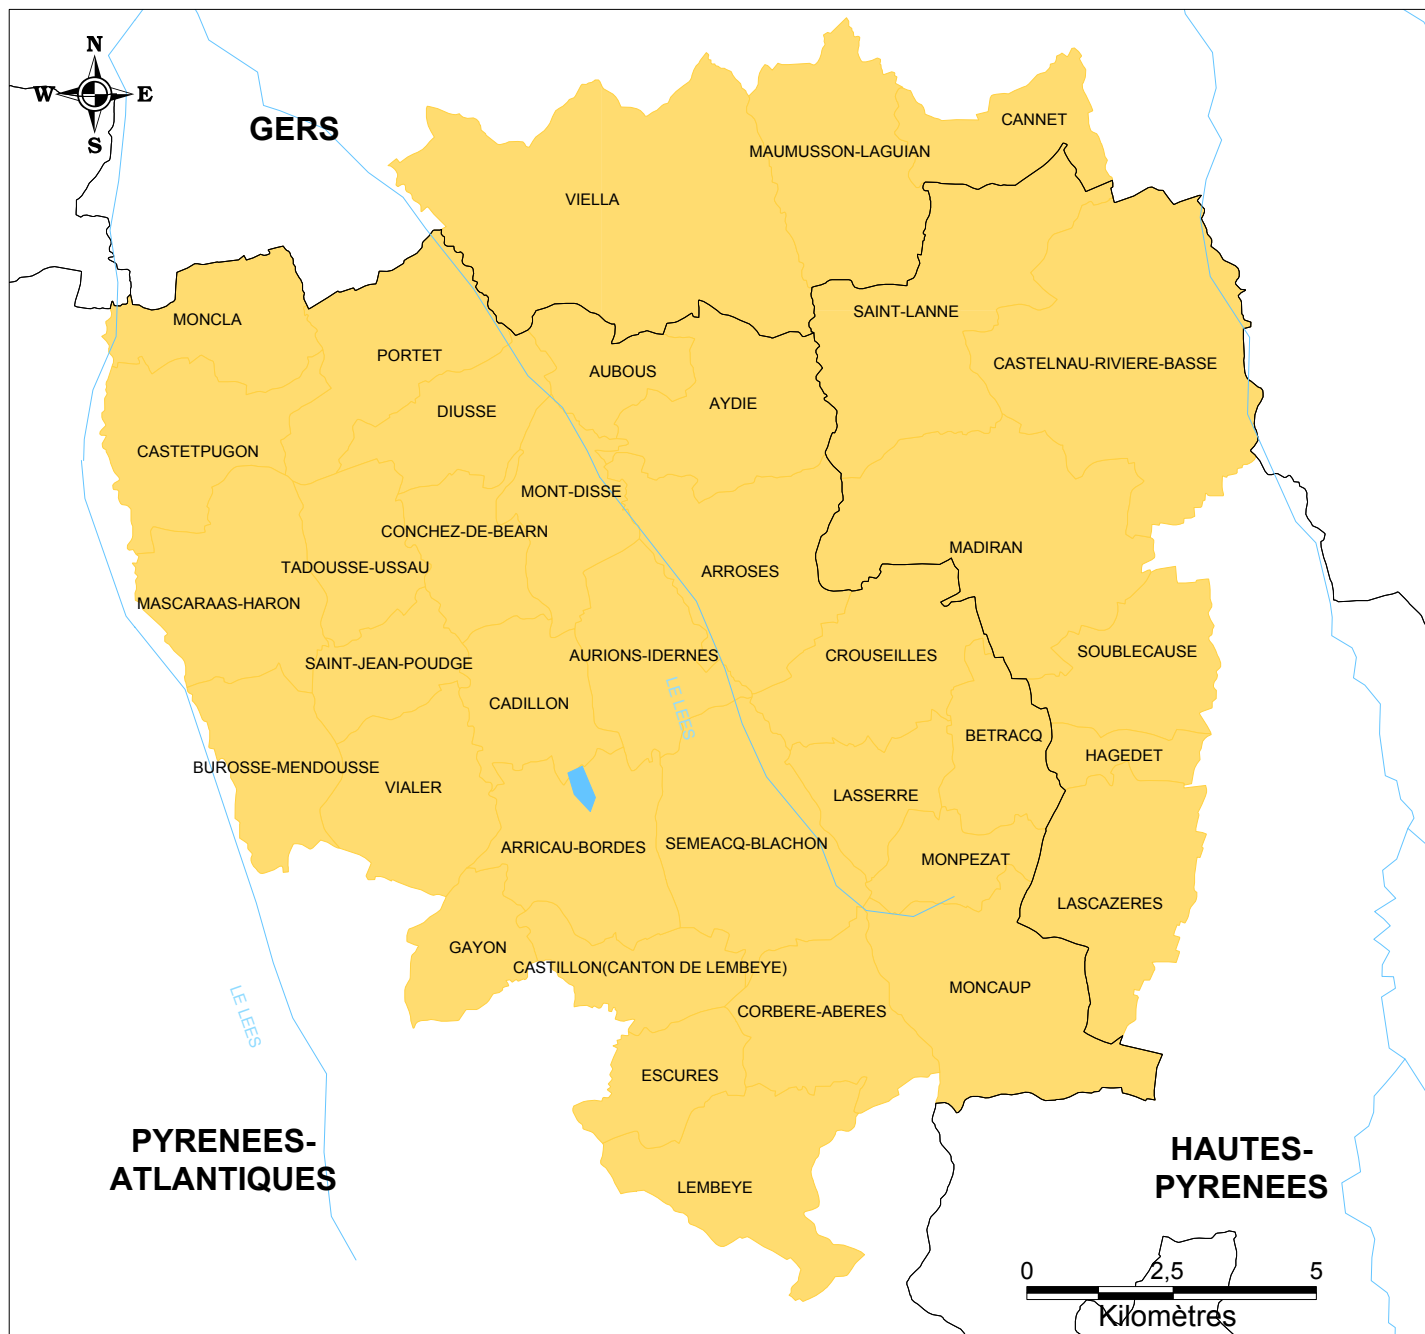 N
W E
S
GERS
CANNET
MAUMUSSON-LAGUIAN
VIELLA
SAINT-LANNE
MONCLA
PORTET
CASTELNAU-RIVIERE-BASSE
AUBOUS
AYDIE
DIUSSE
CASTETPUGON
MONT-DISSE
CONCHEZ-DE-BEARN
MADIRAN
TADOUSSE-USSAU
ARROSES
MASCARAAS-HARON
SAINT-JEAN-POUDGE
AURIONS-IDERNES
CROUSEILLES
SOUBLECAUSE
CADILLON
LE LEES
BETRACQ
HAGEDET
BUROSSE-MENDOUSSE
VIALER
LASSERRE
ARRICAU-BORDES
SEMEACQ-BLACHON
MONPEZAT
LASCAZERES
GAYON
CASTILLON(CANTON DE LEMBEYE)
MONCAUP
CORBERE-ABERES
LE LEES
ESCURES
PYRENEES-
ATLANTIQUES
HAUTES-
PYRENEES
LEMBEYE
0 2,5 5
Kilomètres